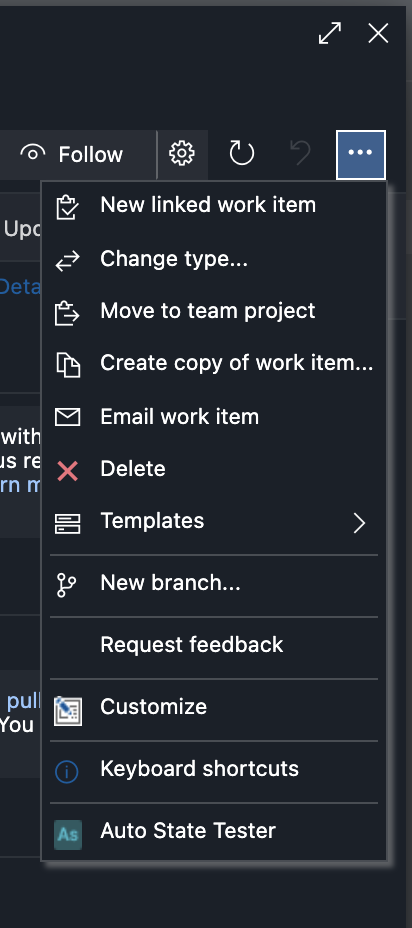 Follow
New linked work item
Upd
Change type...
Deta
Move to team project
Create copy of work item...
Email work item
with
Delete
us re
rn m
Templates
New branch...
Request feedback
pull
Customize
You
Keyboard shortcuts
As Auto State Tester